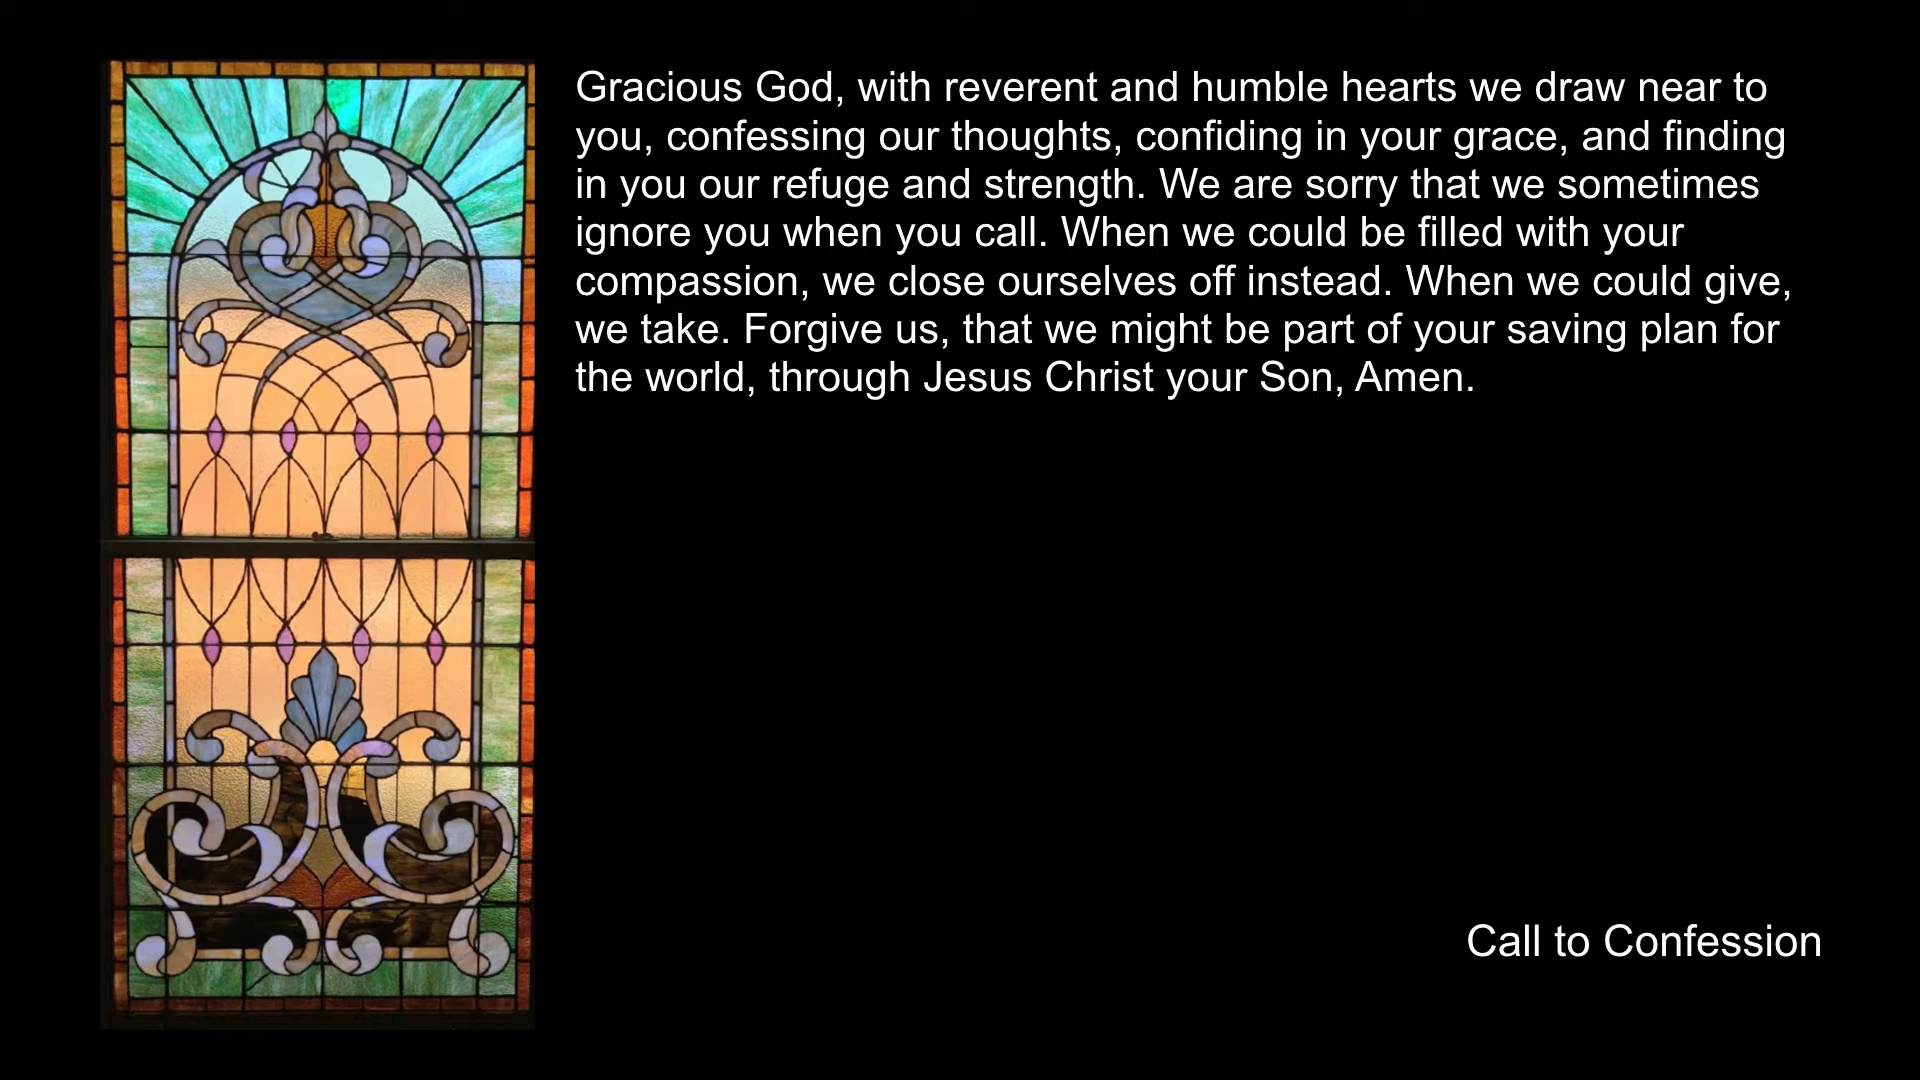 Gracious God, with reverent and humble hearts we draw near to
you, confessing our thoughts, confiding in your grace, and finding
in you our refuge and strength. We are sorry that we sometimes
ignore you when you call. When we could be filled with your
compassion, we close ourselves off instead. When we could give,
we take. Forgive us, that we might be part of your saving plan for
the world, through Jesus Christ your Son, Amen.
Call to Confession